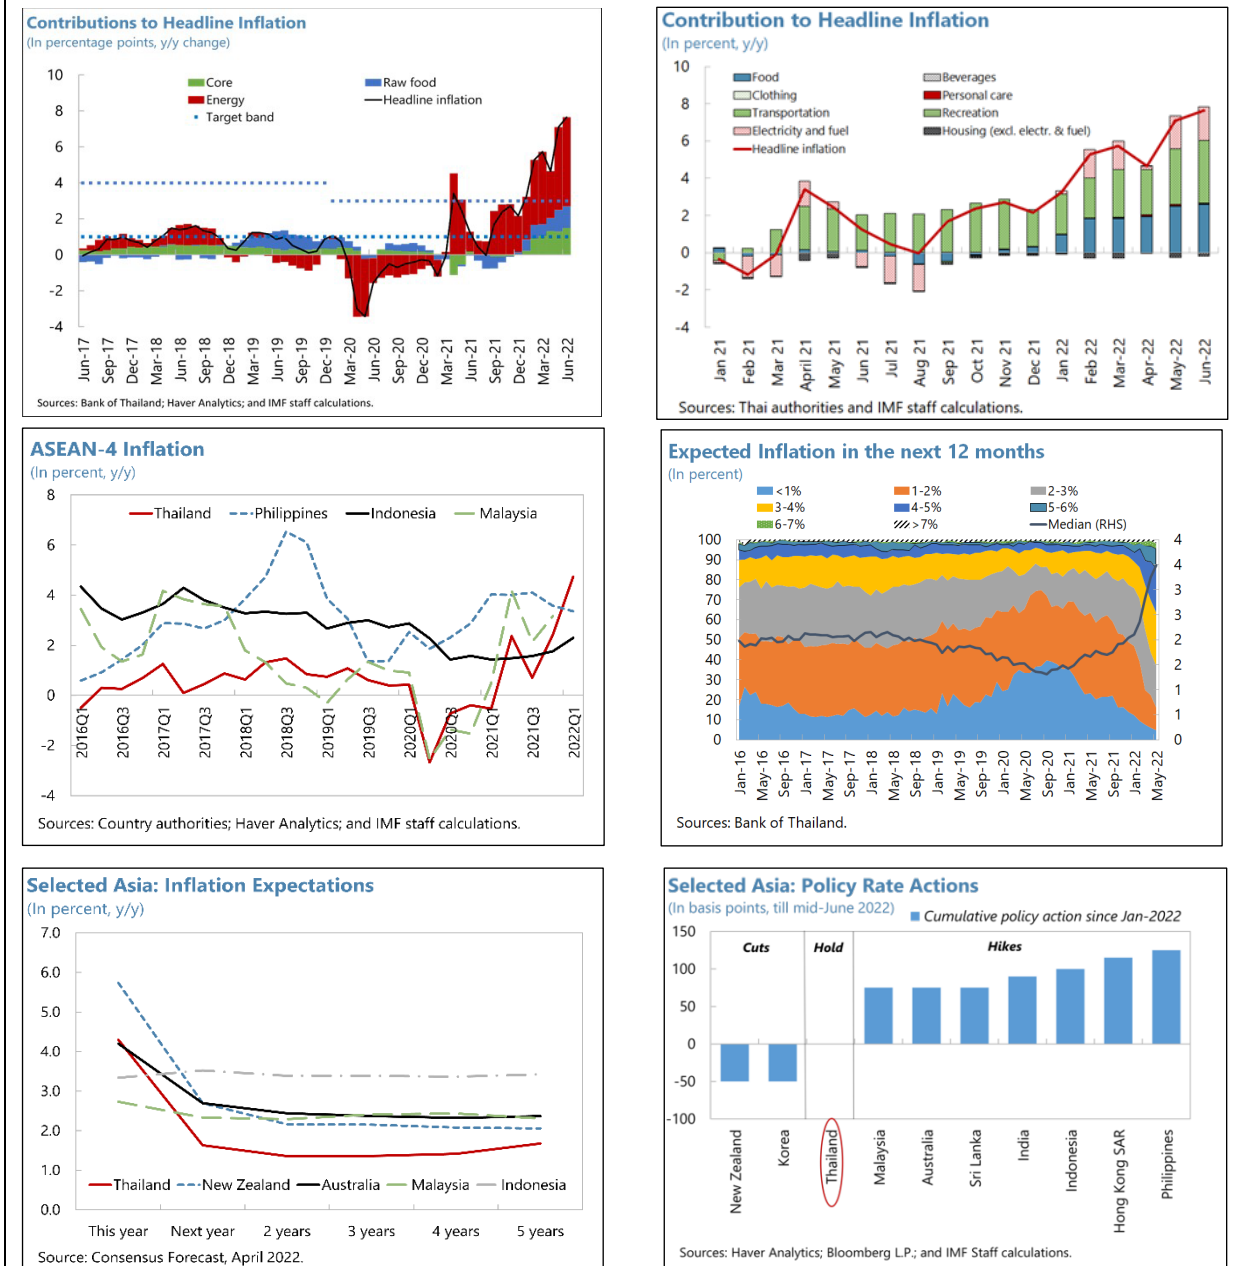 Contributions to Headline Inflation
(In percentage points, y/y change)
10
8
6
4
2
0
-2
-4
Core
Raw food
Energy
Headline inflation
Target band
Jun-17
Sep-17
Dec-17
Mar-18
Jun-18
Sep-18
Dec-18
Mar-19
Jun-19
Sep-19
Dec-19
Mar-20
Jun-20
Sep-20
Dec-20
Mar-21
Jun-21
Sep-21
Dec-21
Mar-22
Jun-22
Sources: Bank of Thailand; Haver Analytics; and IMF staff calculations.
Contribution to Headline Inflation
(In percent, y/y)
10
8
6
4
2
0
-2
-4
Food
Beverages
Clothing
Personal care
Transportation
Recreation
Electricity and fuel
Housing (excl. electr. & fuel)
Headline inflation
Jan 21
Feb 21
Mar 21
April 21
May 21
Jun 21
Jul 21
Aug 21
Sep 21
Oct 21
Nov 21
Dec 21
Jan 22
Feb 22
Mar-22
Apr-22
May-22
Jun-22
Sources: Thai authorities and IMF staff calculations.
ASEAN-4 Inflation
(In percent, y/y)
8
6
4
2
0
-2
-4
Thailand
Philippines
Indonesia
Malaysia
2016Q1
2016Q3
2017Q1
2017Q3
2018Q1
2018Q3
2019Q1
2019Q3
2020Q1
2020Q3
2021Q1
2021Q3
2022Q1
Sources: Country authorities; Haver Analytics; and IMF staff calculations.
Expected Inflation in the next 12 months
(In percent)
<1%
1-2%
2-3%
3-4%
4-5%
5-6%
6-7%
>7%
Median (RHS)
100
90
80
70
60
50
40
30
20
10
0
4
4
3
3
2
2
1
1
0
Jan-16
May-16
Sep-16
Jan-17
May-17
Sep-17
Jan-18
May-18
Sep-18
Jan-19
May-19
Sep-19
Jan-20
May-20
Sep-20
Jan-21
May-21
Sep-21
Jan-22
May-22
Sources: Bank of Thailand.
Selected Asia: Inflation Expectations
(In percent, y/y)
7.0
6.0
5.0
4.0
3.0
2.0
1.0
0.0
Thailand
New Zealand
Australia
Malaysia
Indonesia
This year
Next year
2 years
3 years
4 years
5 years
Source: Consensus Forecast, April 2022.
Selected Asia: Policy Rate Actions
(In basis points, till mid-June 2022)
Cumulative policy action since Jan-2022
150
100
50
0
-50
-100
Cuts
Hold
Hikes
New Zealand
Korea
Thailand
Malaysia
Australia
Sri Lanka
India
Indonesia
Hong Kong SAR
Philippines
Sources: Haver Analytics; Bloomberg L.P.; and IMF Staff calculations.